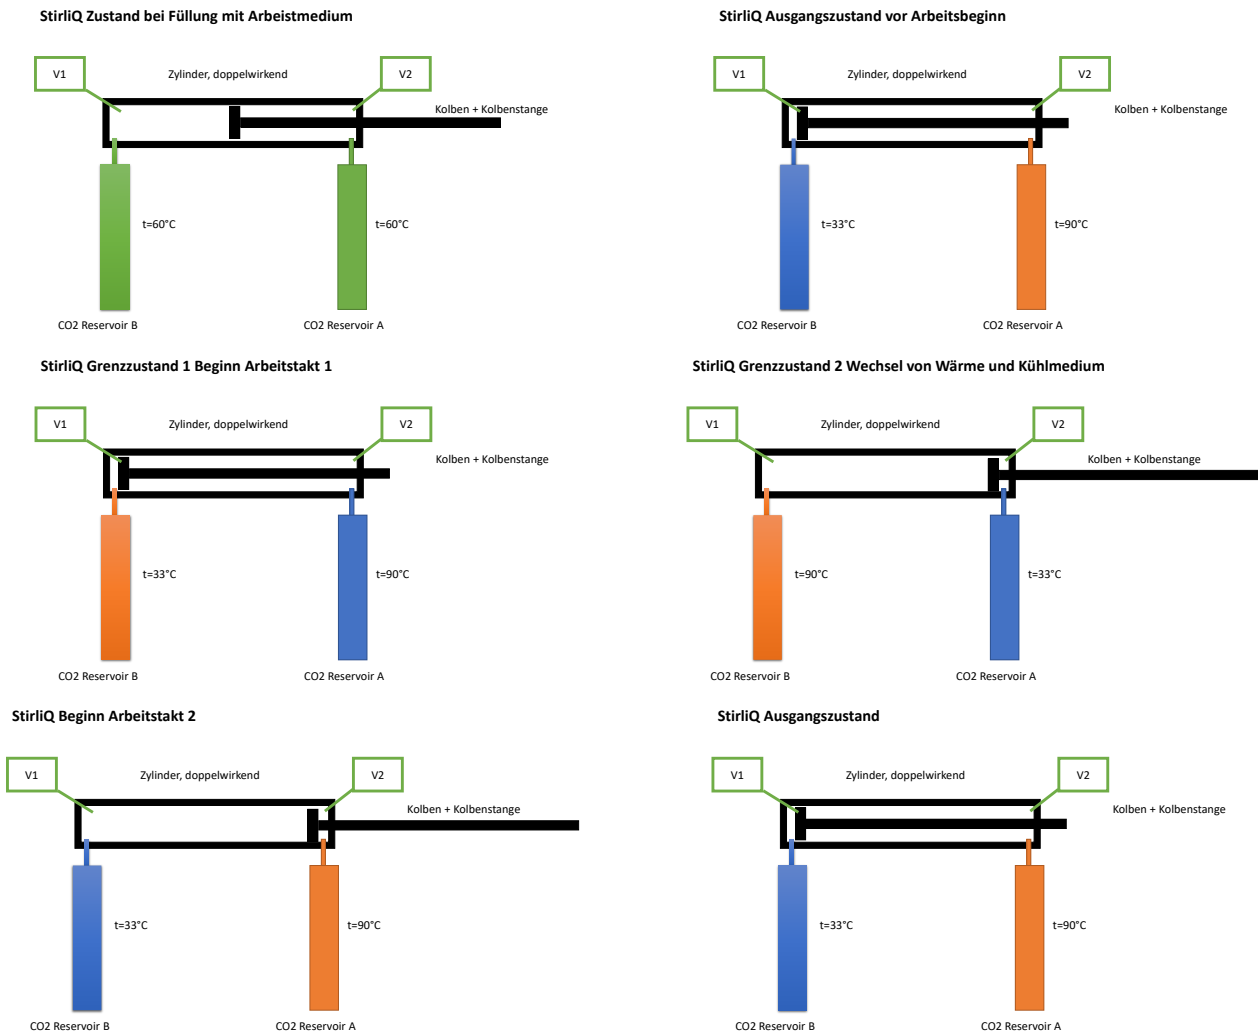 StirliQ Zustand bei Füllung mit Arbeistmedium
V1
Zylinder, doppelwirkend
V2
Kolben + Kolbenstange
t=60°C
t=60°C
CO2 Reservoir B
CO2 Reservoir A
StirliQ Ausgangszustand vor Arbeitsbeginn
V1
Zylinder, doppelwirkend
V2
Kolben + Kolbenstange
t=33°C
t=90°C
CO2 Reservoir B
CO2 Reservoir A
StirliQ Grenzzustand 1 Beginn Arbeitstakt 1
V1
Zylinder, doppelwirkend
V2
Kolben + Kolbenstange
t=33°C
t=90°C
CO2 Reservoir B
CO2 Reservoir A
StirliQ Grenzzustand 2 Wechsel von Wärme und Kühlmedium
V1
Zylinder, doppelwirkend
V2
Kolben + Kolbenstange
t=90°C
t=33°C
CO2 Reservoir B
CO2 Reservoir A
StirliQ Beginn Arbeitstakt 2
V1
Zylinder, doppelwirkend
V2
Kolben + Kolbenstange
t=33°C
t=90°C
CO2 Reservoir B
CO2 Reservoir A
StirliQ Ausgangszustand
V1
Zylinder, doppelwirkend
V2
Kolben + Kolbenstange
t=33°C
t=90°C
CO2 Reservoir B
CO2 Reservoir A